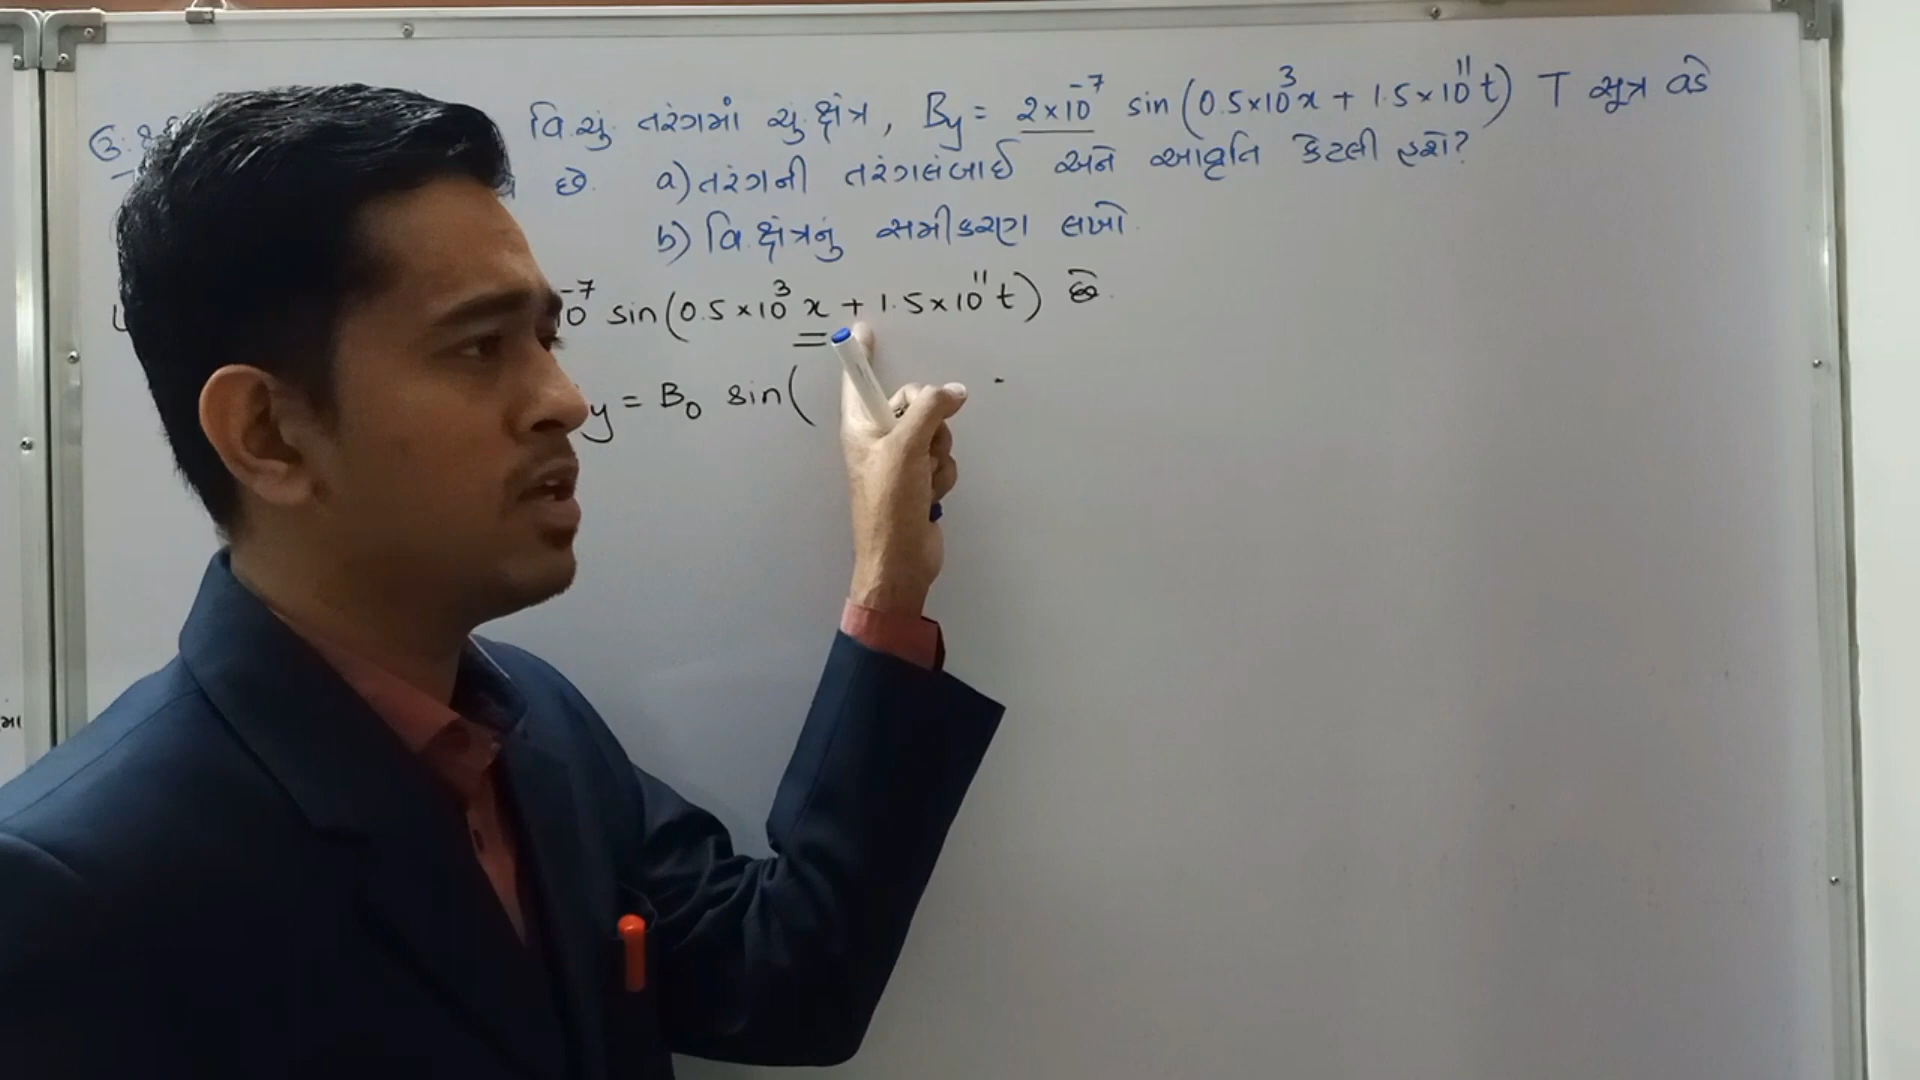 વિ.ચું. તરંગમાં ચું.ક્ષેત્ર, By = 2×10⁻⁷ sin(0.5×10³x + 1.5×10¹¹t) T સૂત્ર વડે
છે. a) તરંગની તરંગલંબાઈ અને આવૃતિ કેટલી હશે?
b) વિ.ક્ષેત્રનું સમીકરણ લખો.
10⁻⁷ sin(0.5×10³x + 1.5×10¹¹t) છે.
y = B₀ sin(
મા